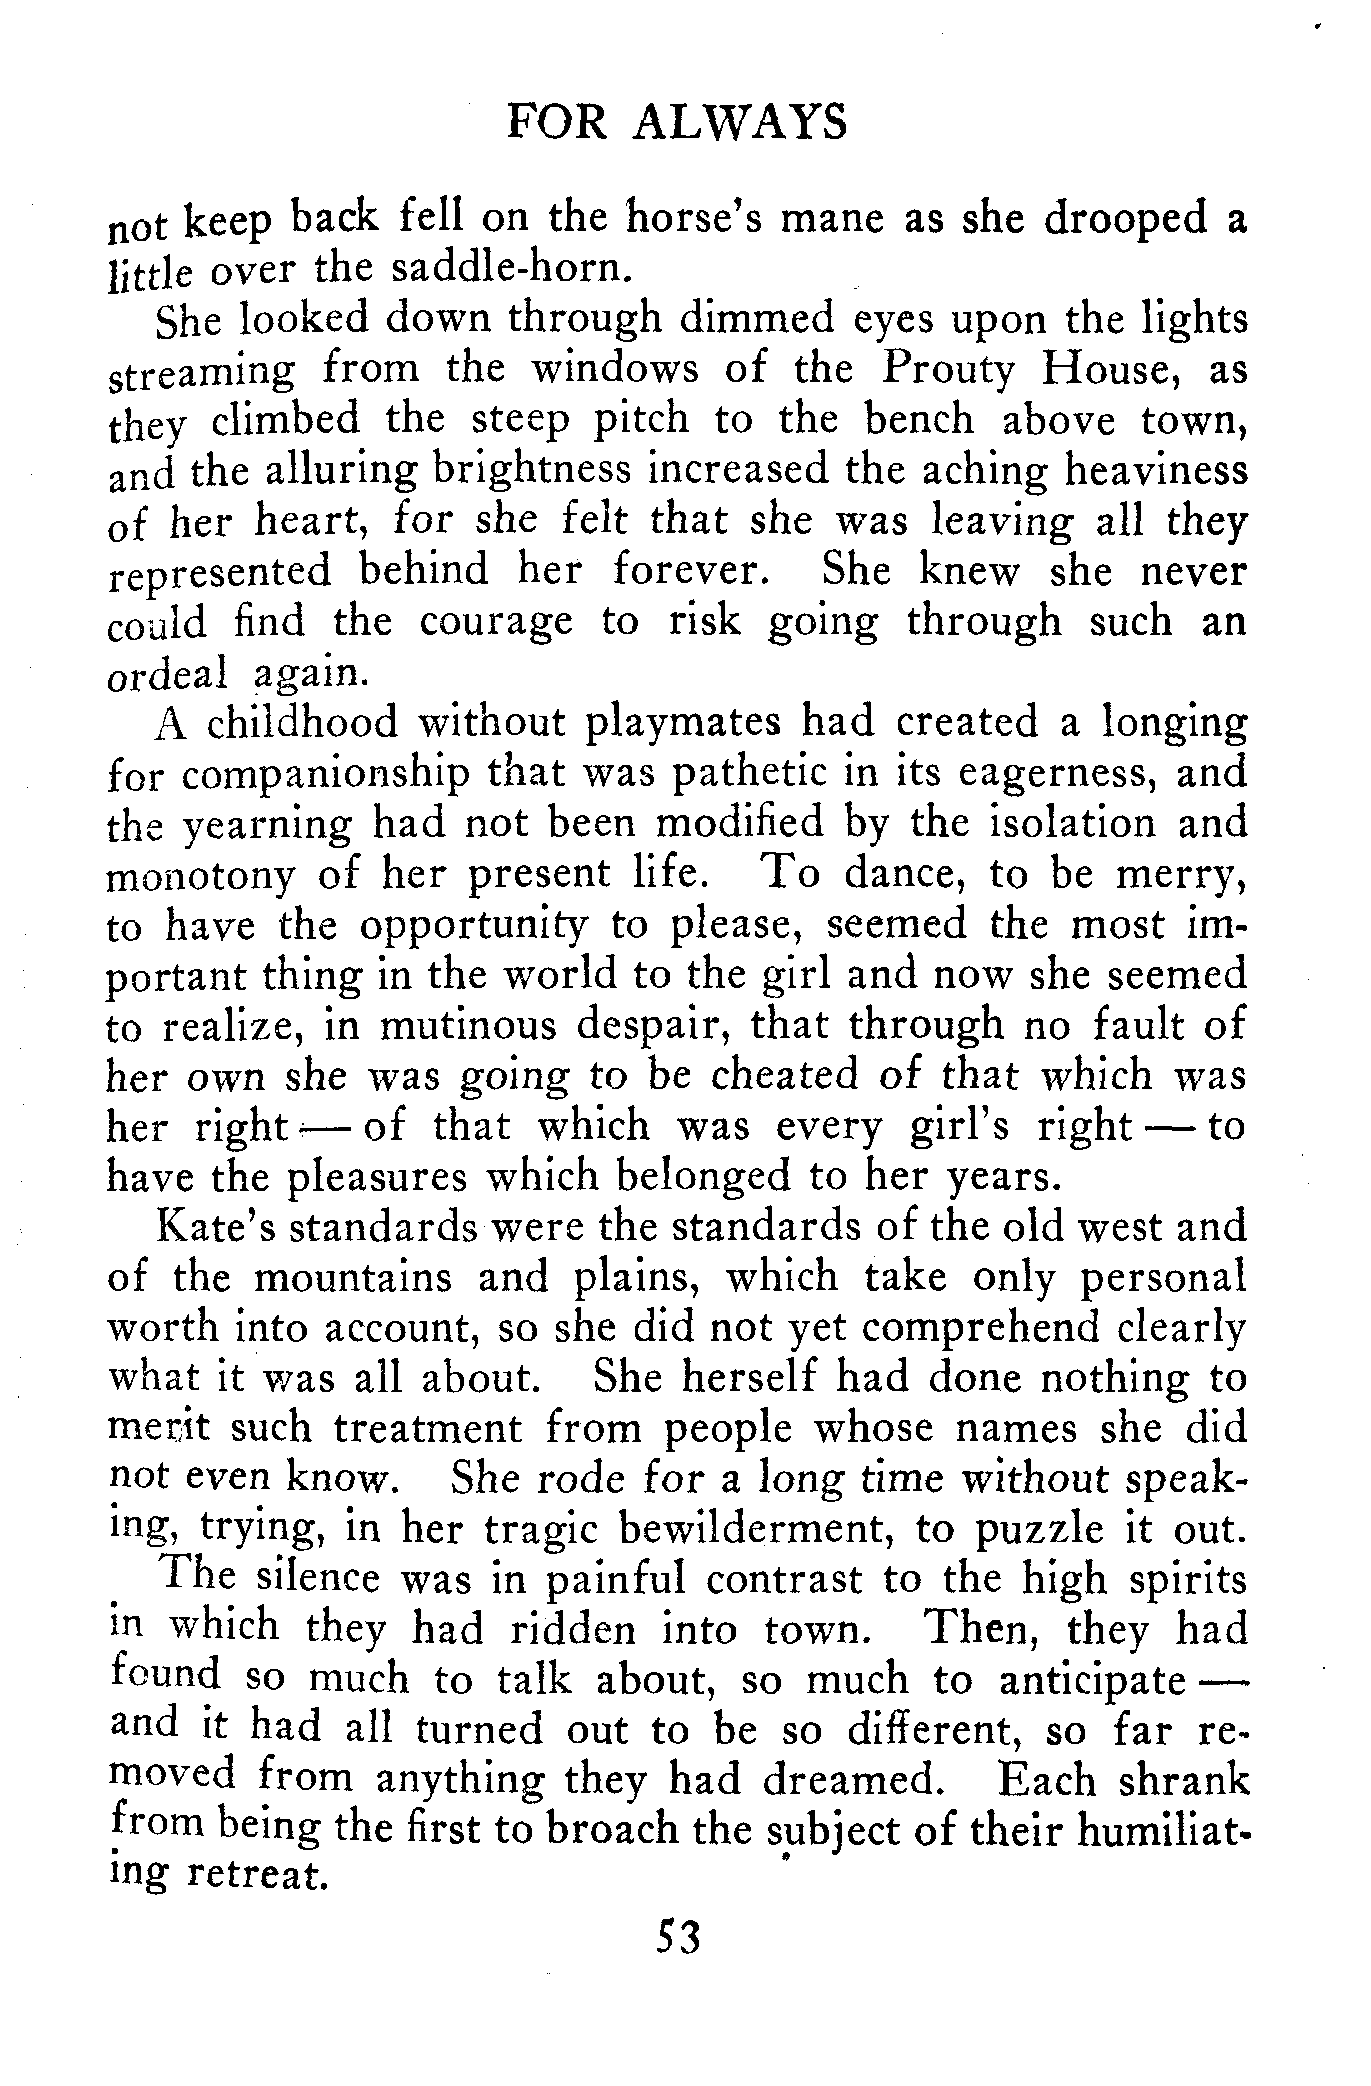 FOR ALWAYS
not keep back fell on the horse's mane as she drooped a
little over the saddle-horn.
She looked down through dimmed eyes upon the lights
streaming from the windows of the Prouty House, as
they climbed the steep pitch to the bench above town,
and the alluring brightness increased the aching heaviness
of her heart, for she felt that she was leaving all they
represented behind her forever. She knew she never
could find the courage to risk going through such an
ordeal again.
A childhood without playmates had created a longing
for companionship that was pathetic in its eagerness, and
the yearning had not been modified by the isolation and
monotony of her present life. To dance, to be merry,
to have the opportunity to please, seemed the most im-
portant thing in the world to the girl and now she seemed
to realize, in mutinous despair, that through no fault of
her own she was going to be cheated of that which was
her right — of that which was every girl's right — to
have the pleasures which belonged to her years.
Kate's standards were the standards of the old west and
of the mountains and plains, which take only personal
worth into account, so she did not yet comprehend clearly
what it was all about. She herself had done nothing to
merit such treatment from people whose names she did
not even know. She rode for a long time without speak-
ing, trying, in her tragic bewilderment, to puzzle it out.
The silence was in painful contrast to the high spirits
in which they had ridden into town. Then, they had
found so much to talk about, so much to anticipate —
and it had all turned out to be so different, so far re-
moved from anything they had dreamed. Each shrank
from being the first to broach the subject of their humiliat-
ing retreat.
53